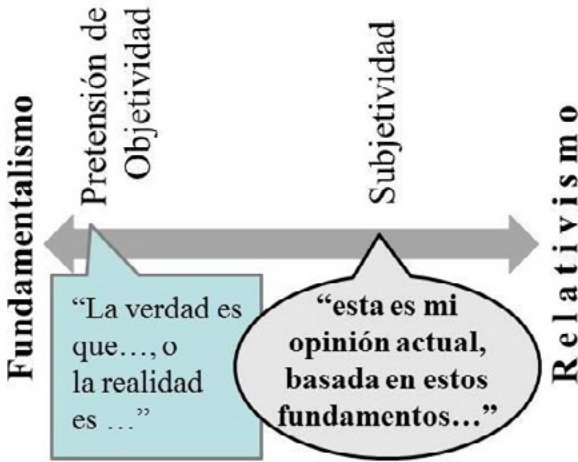 Fundamentalismo
Pretensión de
Objetividad
Subjetividad
Relativismo
“La verdad es
que…, o
la realidad
es …”
“esta es mi
opinión actual,
basada en estos
fundamentos…”